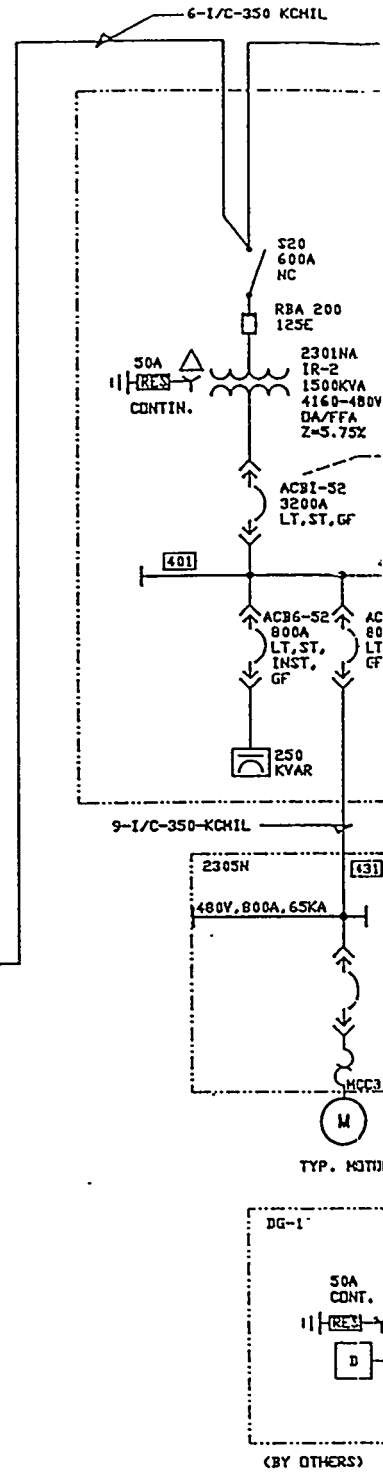 6-I/C-350 KCMIL
S20
600A
NC
RBA 200
125E
50A
RES
CONTIN.
2301NA
IR-2
1500KVA
4160-480V
OA/FFA
Z=5.75%
ACB1-52
3200A
LT,ST,GF
401
ACB6-52
800A
LT,ST,
INST,
GF
AC
80
LT
GF
250
KVAR
9-I/C-350-KCMIL
2305N
431
480V,800A,65KA
MCC3
M
TYP. MOTO
DG-1
50A
CONT.
RES
D
(BY OTHERS)